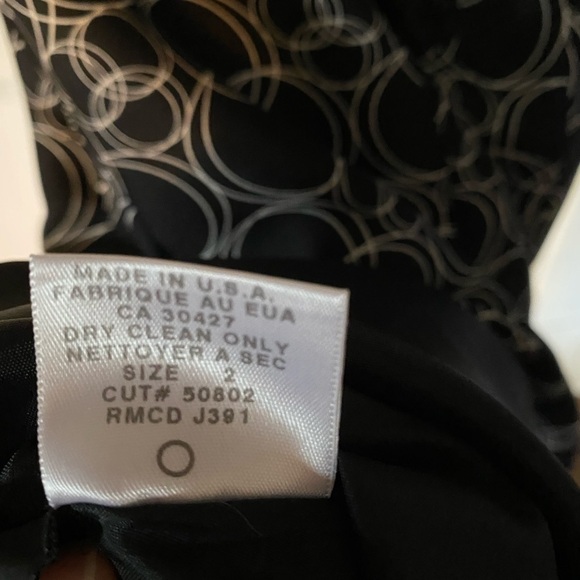 MADE IN U.S.A.
FABRIQUE AU EUA
CA 30427
DRY CLEAN ONLY
NETTOYER A SEC
SIZE 2
CUT# 50802
RMCD J391